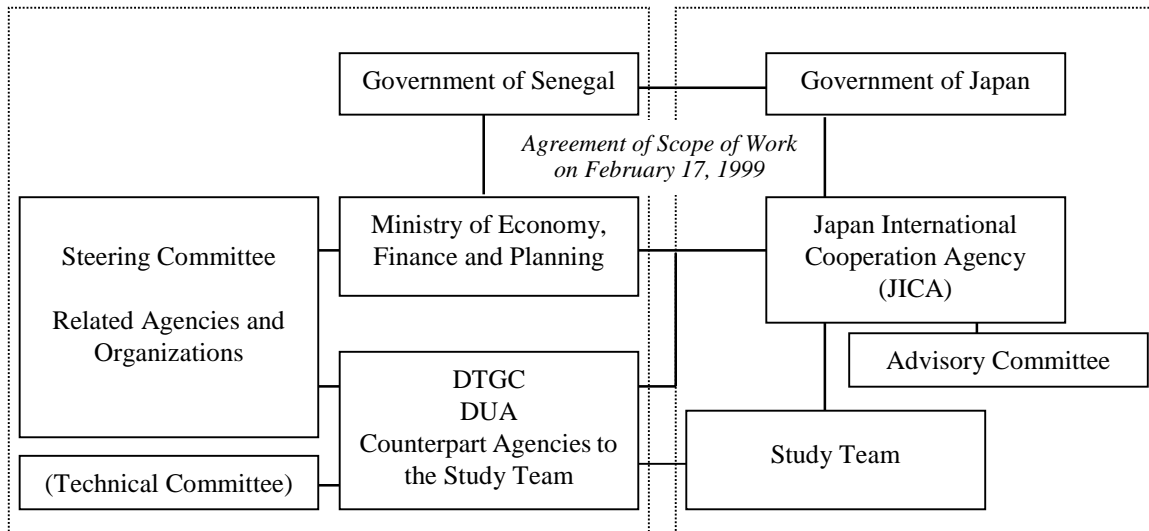 Government of Senegal
Government of Japan
Agreement of Scope of Work
on February 17, 1999
Steering Committee
Related Agencies and
Organizations
Ministry of Economy,
Finance and Planning
Japan International
Cooperation Agency
(JICA)
Advisory Committee
DTGC
DUA
Counterpart Agencies to
the Study Team
Study Team
(Technical Committee)